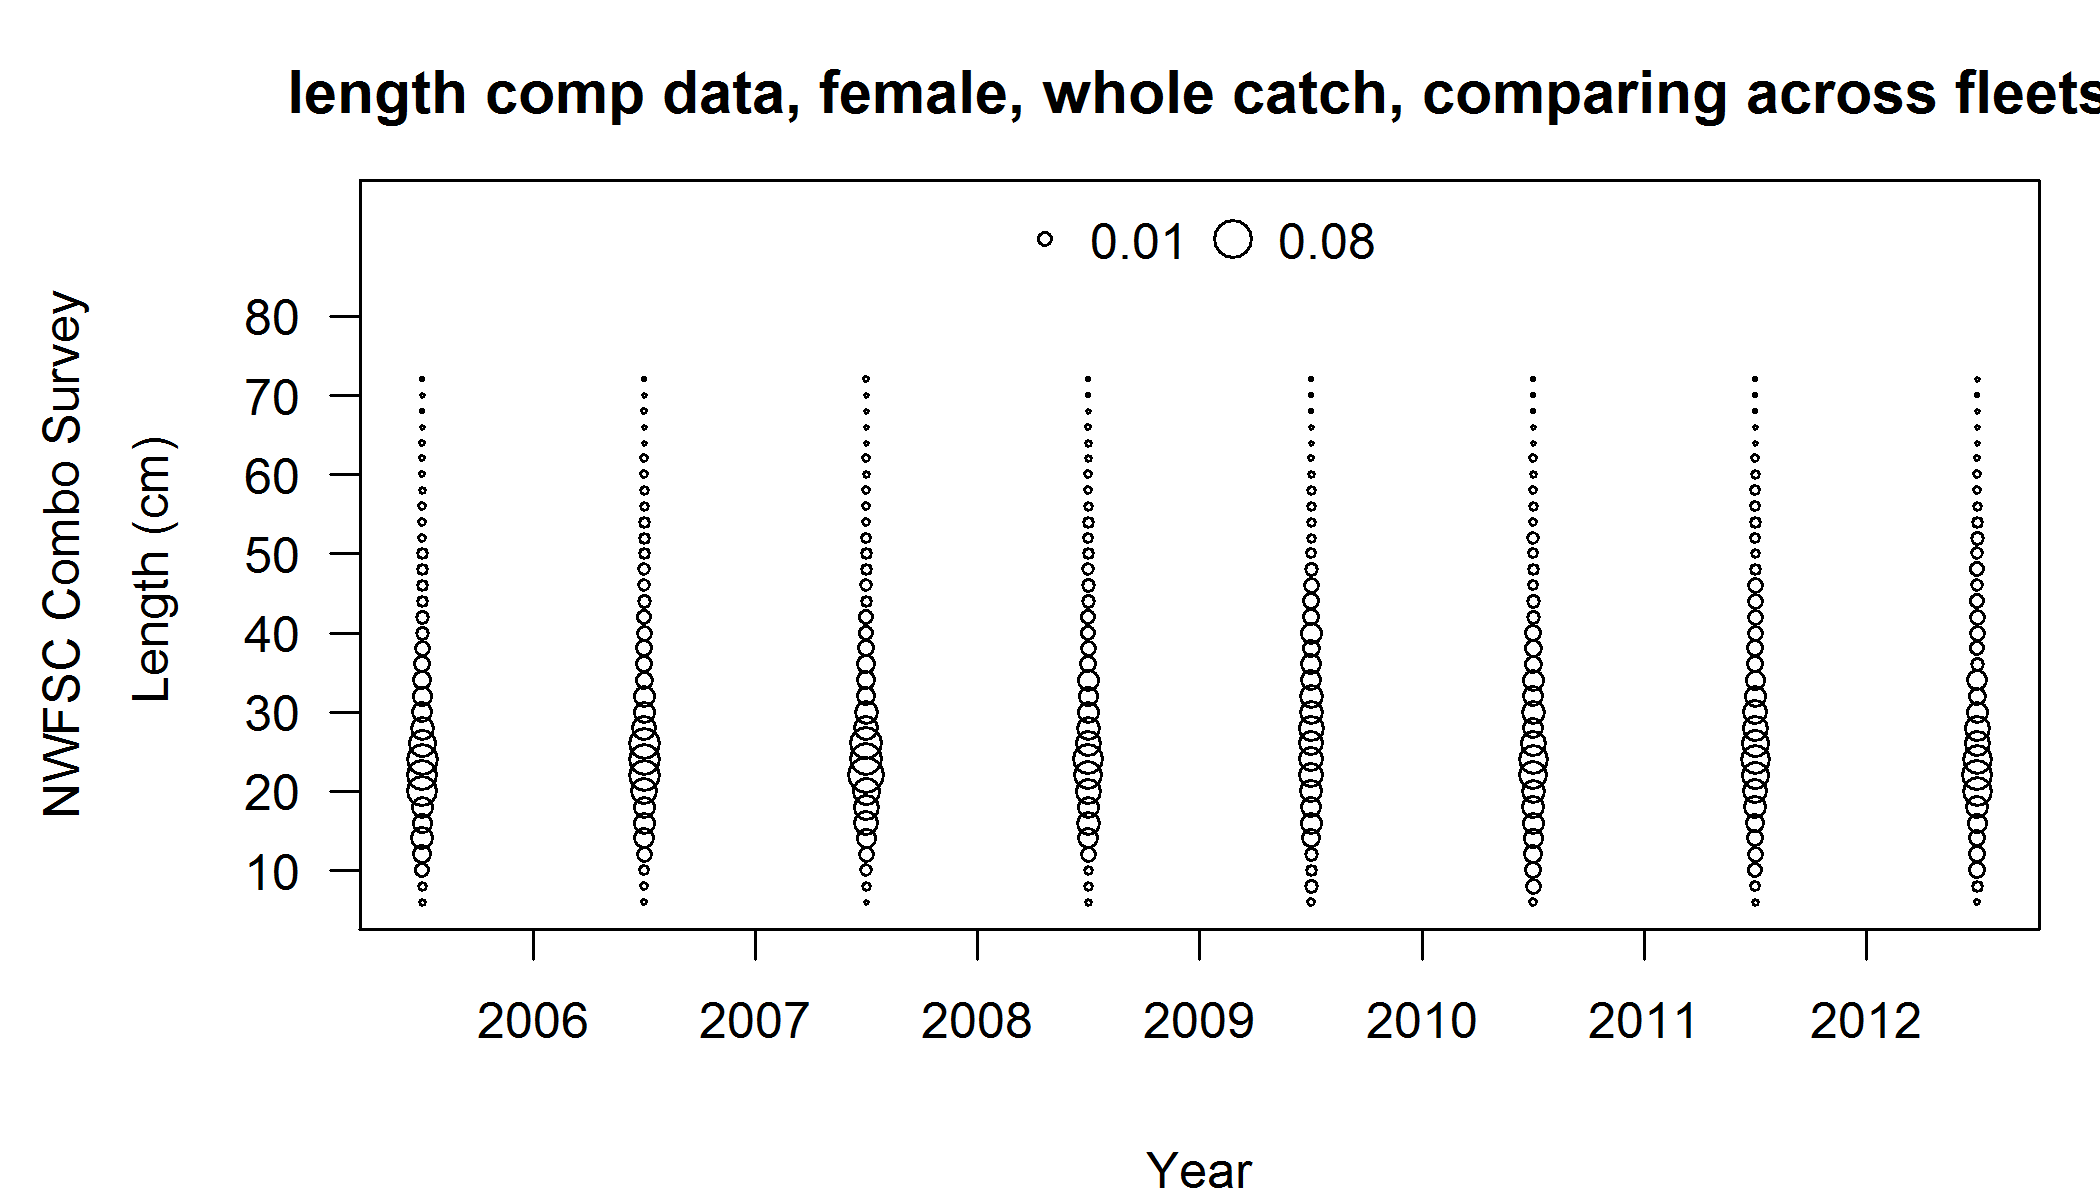 length comp data, female, whole catch, comparing across fleets
0.01 0.08
NWFSC Combo Survey
Length (cm)
80
70
60
50
40
30
20
10
2006 2007 2008 2009 2010 2011 2012
Year